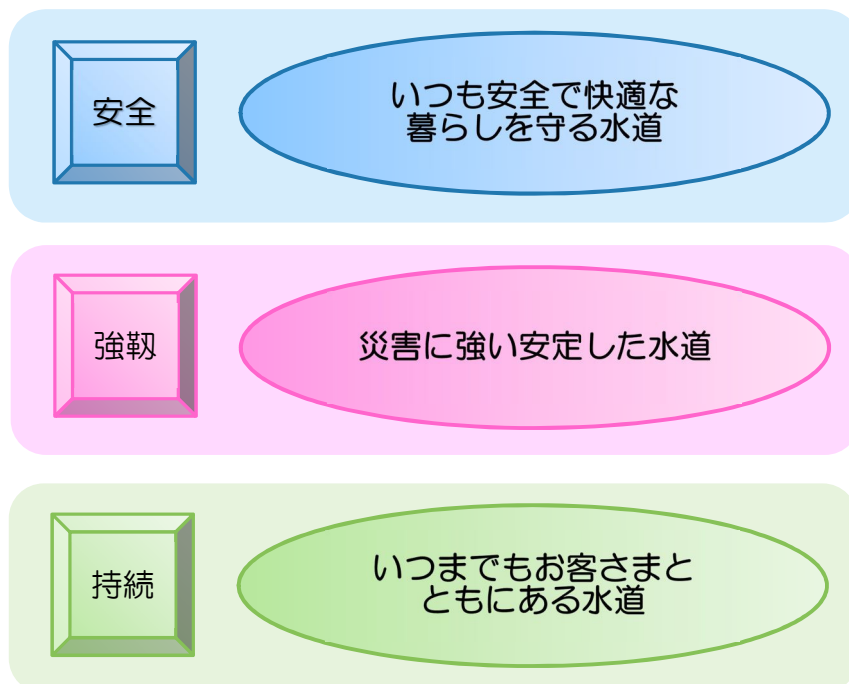 安全
いつも安全で快適な
暮らしを守る水道
強靱
災害に強い安定した水道
持続
いつまでもお客さまと
ともにある水道